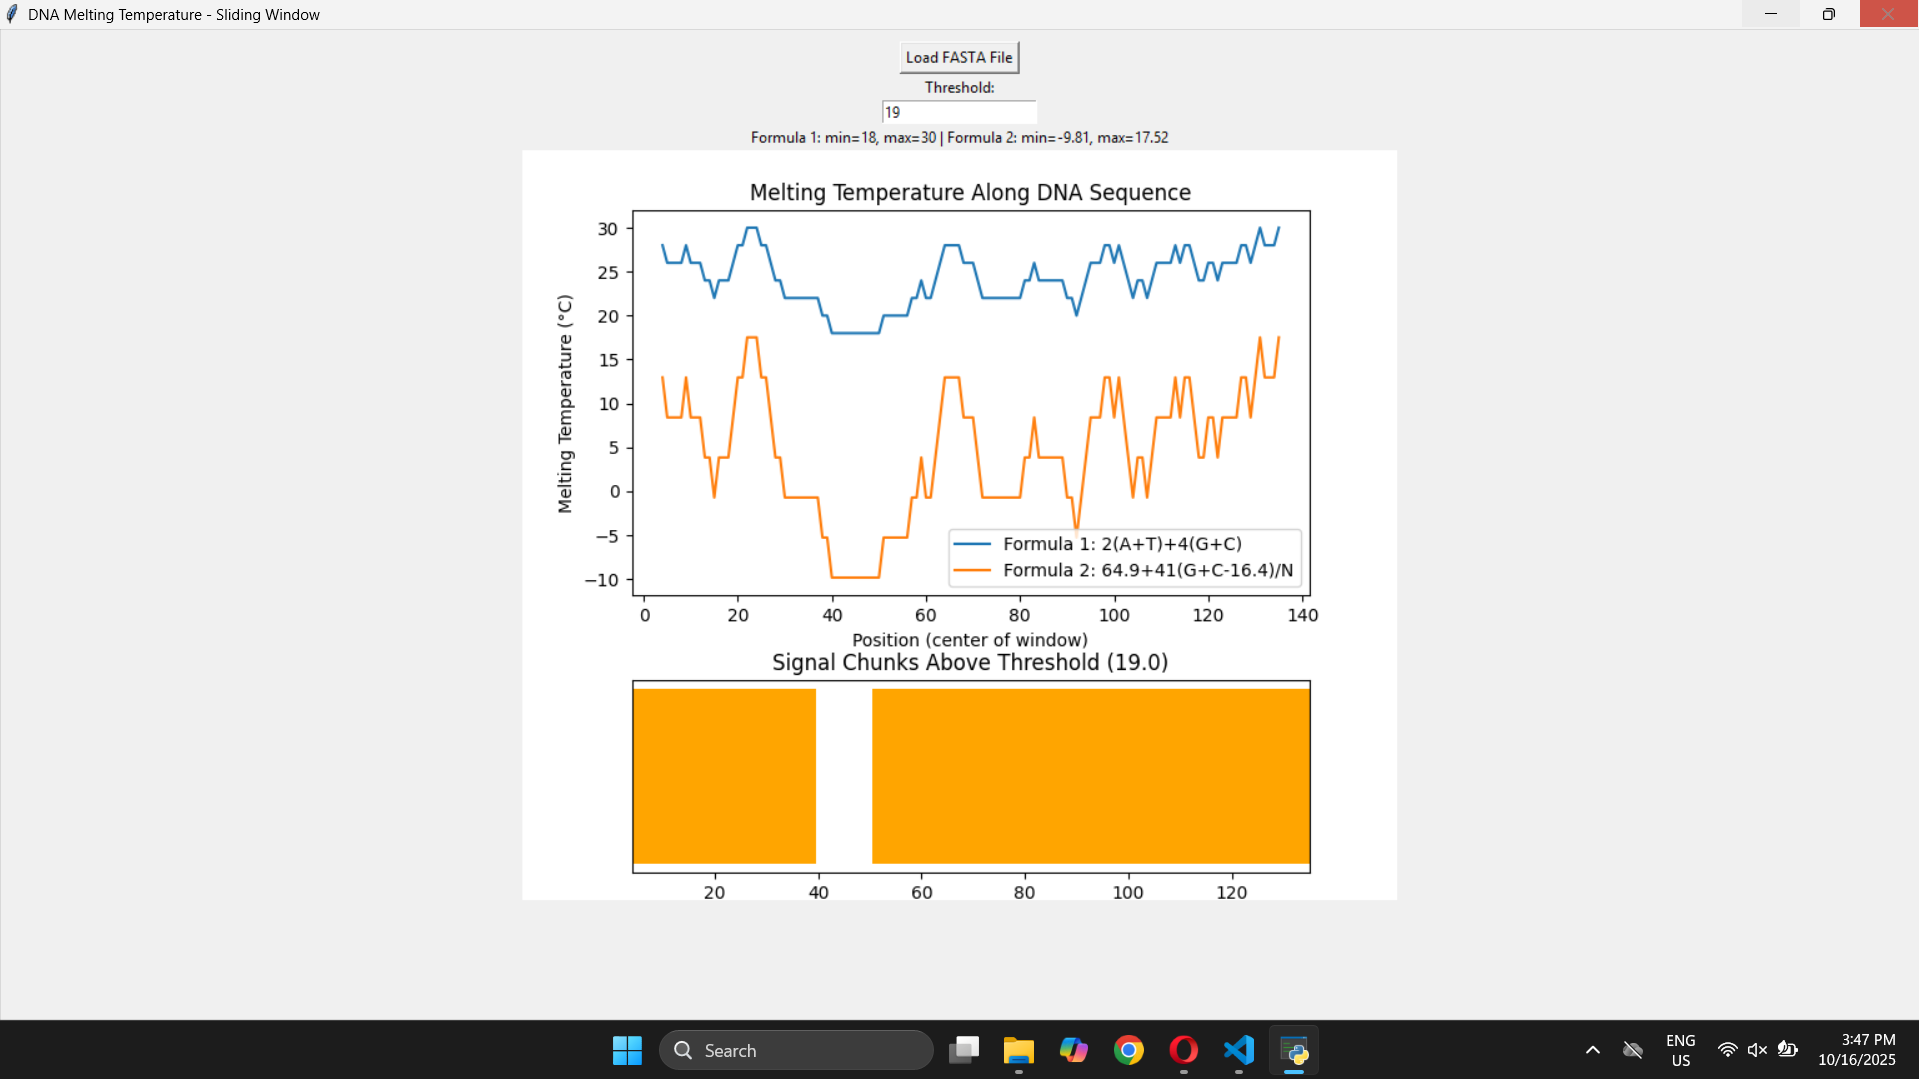 DNA Melting Temperature - Sliding Window
Load FASTA File
Threshold:
19
Formula 1: min=18, max=30 | Formula 2: min=-9.81, max=17.52
Melting Temperature Along DNA Sequence
Melting Temperature (°C)
30
25
20
15
10
5
0
−5
−10
Formula 1: 2(A+T)+4(G+C)
Formula 2: 64.9+41(G+C-16.4)/N
0 20 40 60 80 100 120 140
Position (center of window)
Signal Chunks Above Threshold (19.0)
20 40 60 80 100 120
Search
ENG
US
3:47 PM
10/16/2025